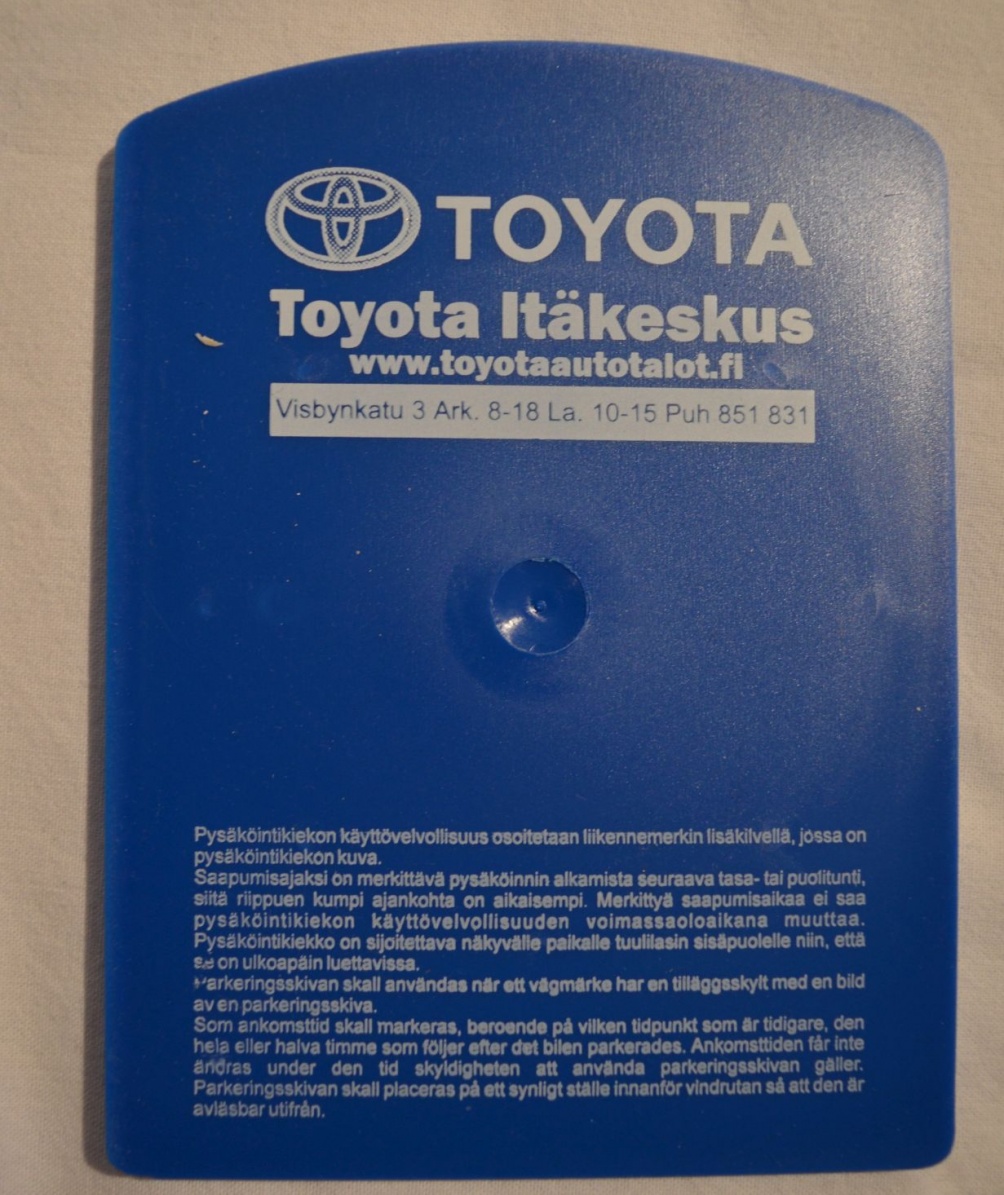 TOYOTA
Toyota Itäkeskus
www.toyotaautotalot.fi
Visbynkatu 3 Ark. 8-18 La. 10-15 Puh 851 831
Pysäköintikiekon käyttövelvollisuus osoitetaan liikennemerkin lisäkilvellä, jossa on
pysäköintikiekon kuva.
Saapumisajaksi on merkittävä pysäköinnin alkamista seuraava tasa- tai puolitunti,
siitä riippuen kumpi ajankohta on aikaisempi. Merkittyä saapumisaikaa ei saa
pysäköintikiekon käyttövelvollisuuden voimassaoloaikana muuttaa.
Pysäköintikiekko on sijoitettava näkyvälle paikalle tuulilasin sisäpuolelle niin, että
se on ulkoapäin luettavissa.
Parkeringsskivan skall användas när ett vägmärke har en tilläggsskylt med en bild
av en parkeringsskiva.
Som ankomsttid skall markeras, beroende på vilken tidpunkt som är tidigare, den
hela eller halva timme som följer efter det bilen parkerades. Ankomsttiden får inte
ändras under den tid skyldigheten att använda parkeringsskivan gäller.
Parkeringsskivan skall placeras på ett synligt ställe innanför vindrutan så att den är
avläsbar utifrån.